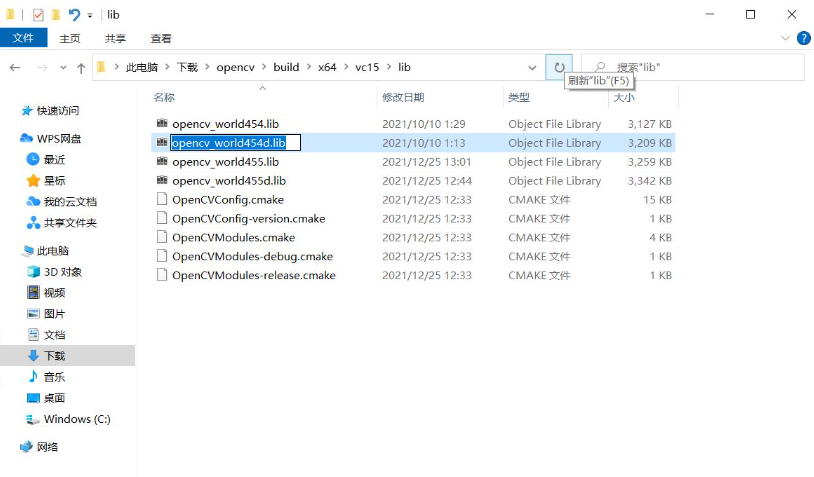 lib
文件 主页 共享 查看
此电脑 下载 opencv build x64 vc15 lib 搜索"lib"
刷新"lib"(F5)
名称 修改日期 类型 大小
快速访问
WPS网盘
最近
星标
我的云文档
共享文件夹
此电脑
3D 对象
视频
图片
文档
下载
音乐
桌面
Windows (C:)
网络
opencv_world454.lib 2021/10/10 1:29 Object File Library 3,127 KB
opencv_world454d.lib 2021/10/10 1:13 Object File Library 3,209 KB
opencv_world455.lib 2021/12/25 13:01 Object File Library 3,259 KB
opencv_world455d.lib 2021/12/25 12:44 Object File Library 3,342 KB
OpenCVConfig.cmake 2021/12/25 12:33 CMAKE 文件 15 KB
OpenCVConfig-version.cmake 2021/12/25 12:33 CMAKE 文件 1 KB
OpenCVModules.cmake 2021/12/25 12:33 CMAKE 文件 4 KB
OpenCVModules-debug.cmake 2021/12/25 12:33 CMAKE 文件 1 KB
OpenCVModules-release.cmake 2021/12/25 12:33 CMAKE 文件 1 KB